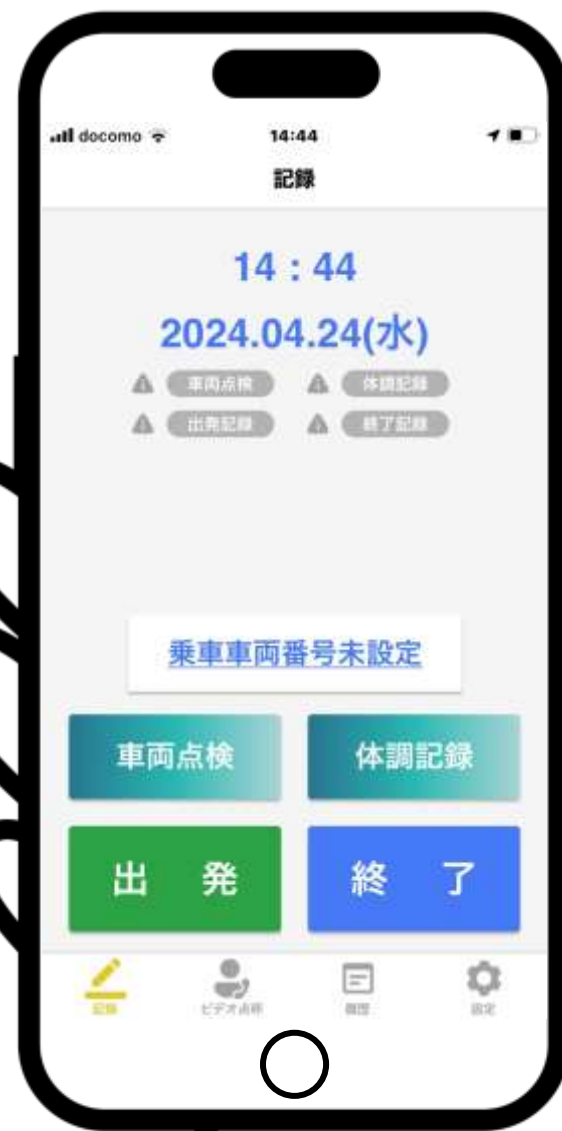 docomo 14:44
記録
14 : 44
2024.04.24(水)
車両点検 体調記録
出発記録 終了記録
乗車車両番号未設定
車両点検 体調記録
出 発 終 了
記録 ビデオ点呼 履歴 設定